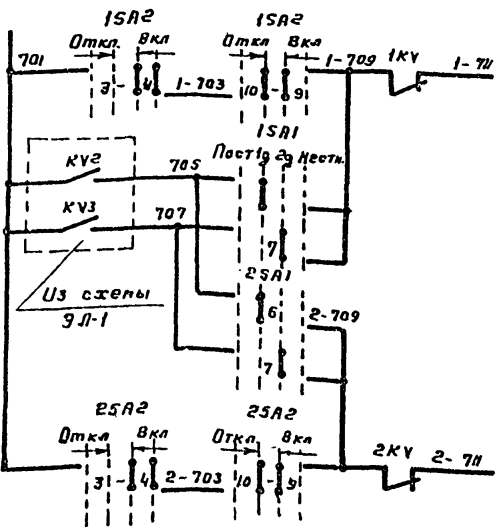 1SA2 1SA2
Откл. Вкл Откл Вкл
701 1-709 1KV 1-711
3 4 1-703 10 9
1SA1
Пост 1g 2g Местн.
KV2 705
KV3 707
7
2SA1
Из схемы
ЭЛ-1
6 2-709
7
2SA2 2SA2
Откл Вкл Откл Вкл
2KV 2-711
3 4 2-703 10 9